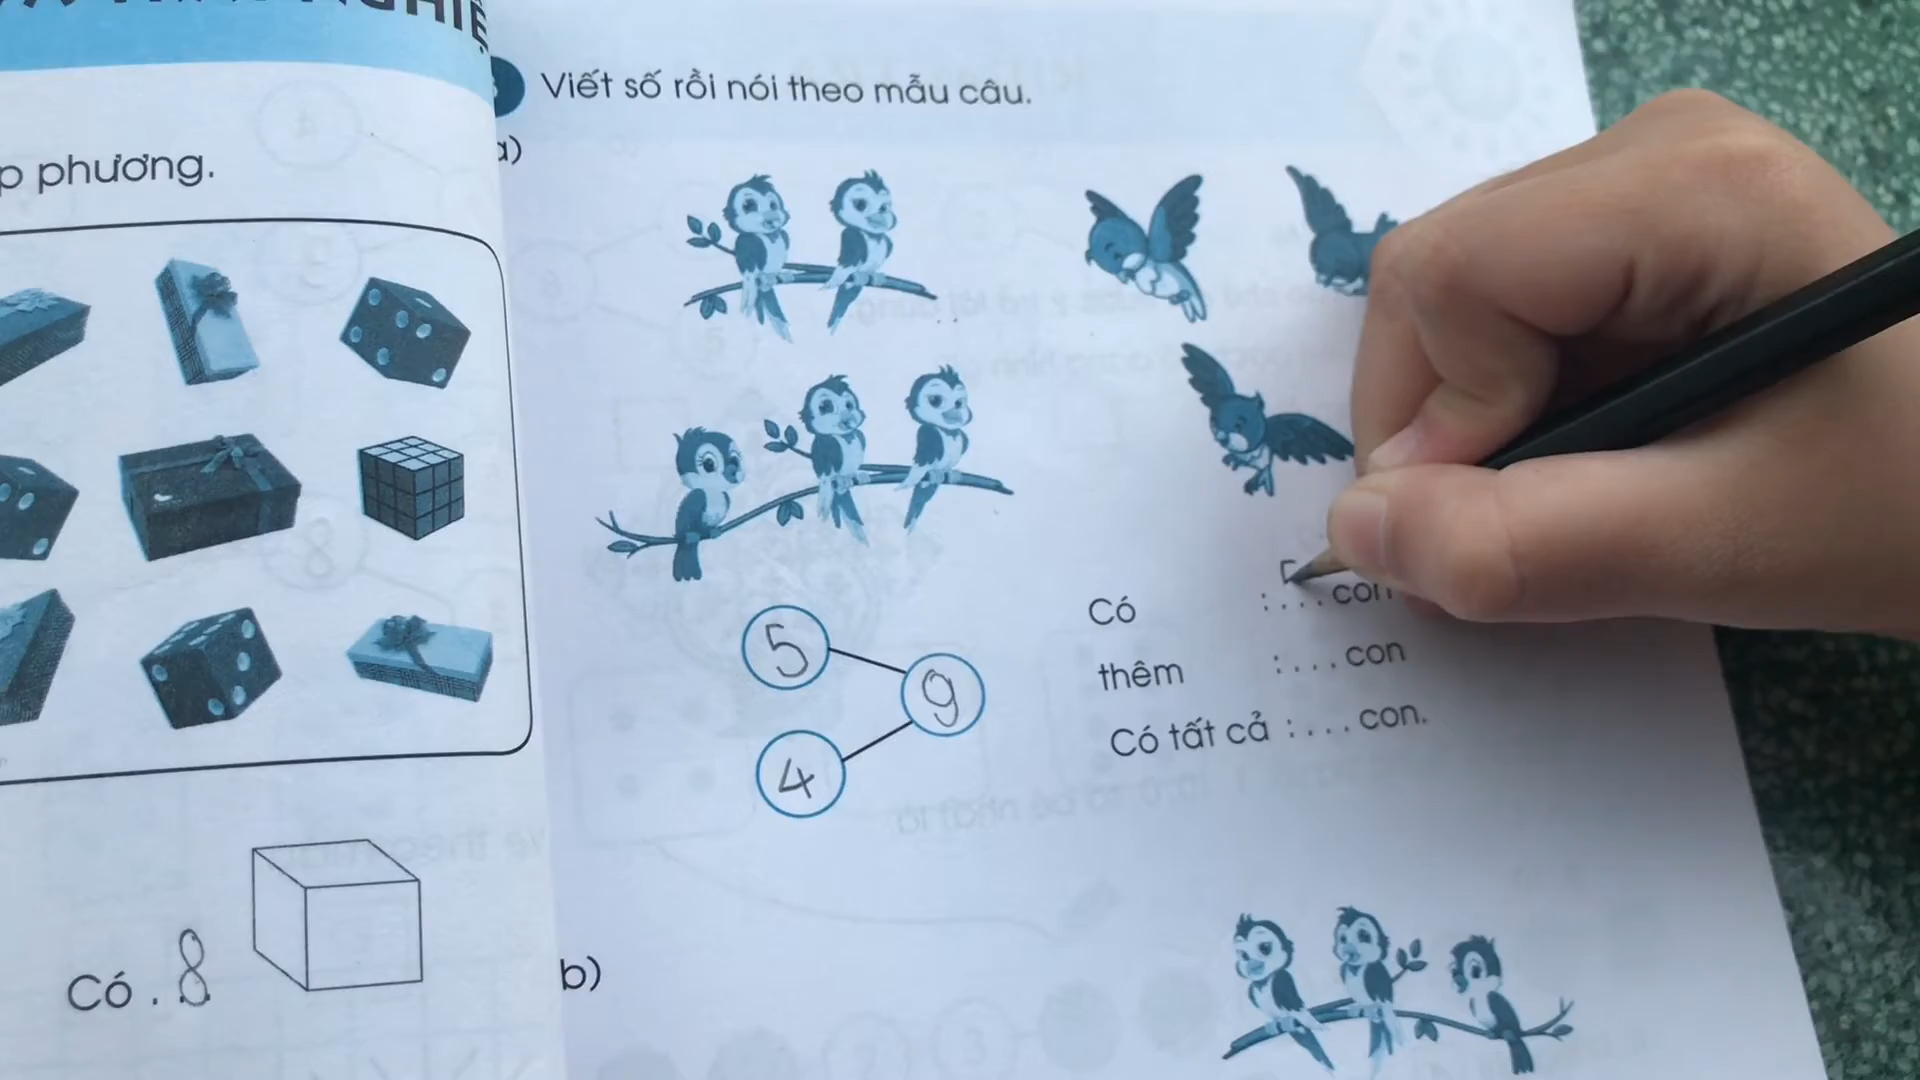 phương.
Có . 8
Viết số rồi nói theo mẫu câu.
a)
5
9
4
Có : . . . con
thêm : . . . con
Có tất cả : . . . con.
b)